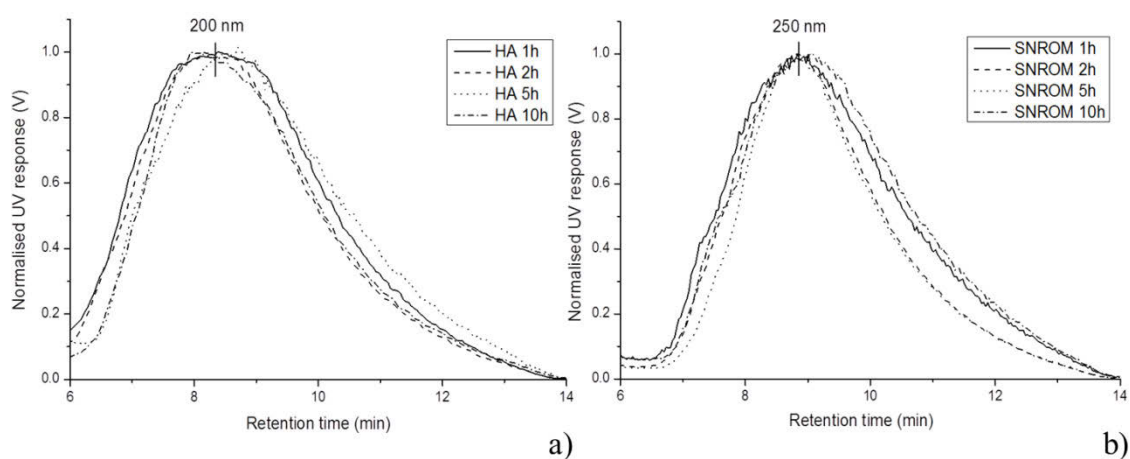 200 nm
HA 1h
HA 2h
HA 5h
HA 10h
1.0
0.8
0.6
0.4
0.2
0.0
Normalised UV response (V)
6
8
10
12
14
Retention time (min)
a)
250 nm
SNROM 1h
SNROM 2h
SNROM 5h
SNROM 10h
1.0
0.8
0.6
0.4
0.2
0.0
Normalised UV response (V)
6
8
10
12
14
Retention time (min)
b)